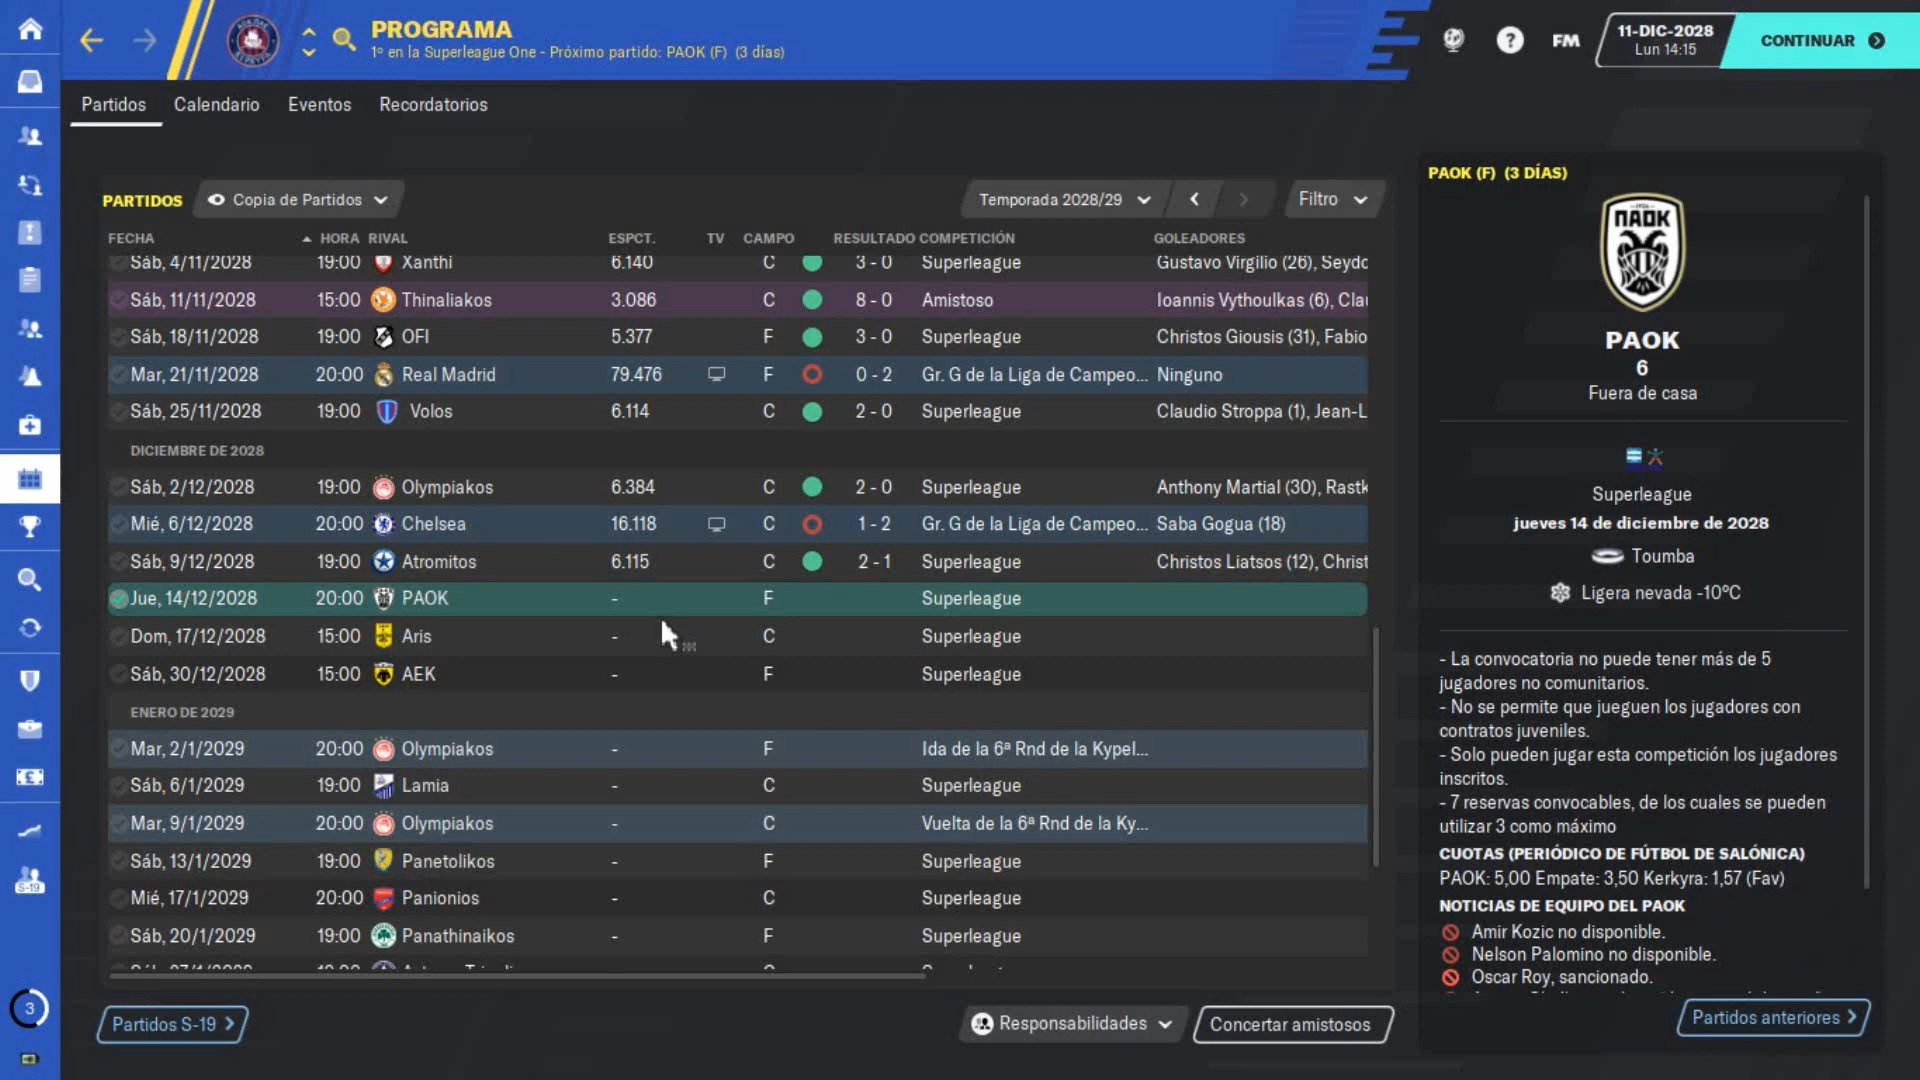 PROGRAMA
1º en la Superleague One - Próximo partido: PAOK (F) (3 días)
FM
11-DIC-2028
Lun 14:15
CONTINUAR
Partidos Calendario Eventos Recordatorios
PARTIDOS Copia de Partidos Temporada 2028/29 Filtro
FECHA HORA RIVAL ESPCT. TV CAMPO RESULTADO COMPETICIÓN GOLEADORES
Sáb, 4/11/2028 19:00 Xanthi 6.140 C 3 - 0 Superleague Gustavo Virgilio (26), Seydo
Sáb, 11/11/2028 15:00 Thinaliakos 3.086 C 8 - 0 Amistoso Ioannis Vythoulkas (6), Clau
Sáb, 18/11/2028 19:00 OFI 5.377 F 3 - 0 Superleague Christos Giousis (31), Fabio
Mar, 21/11/2028 20:00 Real Madrid 79.476 F 0 - 2 Gr. G de la Liga de Campeo... Ninguno
Sáb, 25/11/2028 19:00 Volos 6.114 C 2 - 0 Superleague Claudio Stroppa (1), Jean-L
DICIEMBRE DE 2028
Sáb, 2/12/2028 19:00 Olympiakos 6.384 C 2 - 0 Superleague Anthony Martial (30), Rastk
Mié, 6/12/2028 20:00 Chelsea 16.118 C 1 - 2 Gr. G de la Liga de Campeo... Saba Gogua (18)
Sáb, 9/12/2028 19:00 Atromitos 6.115 C 2 - 1 Superleague Christos Liatsos (12), Christ
Jue, 14/12/2028 20:00 PAOK - F Superleague
Dom, 17/12/2028 15:00 Aris - C Superleague
Sáb, 30/12/2028 15:00 AEK - F Superleague
ENERO DE 2029
Mar, 2/1/2029 20:00 Olympiakos - F Ida de la 6ª Rnd de la Kypel...
Sáb, 6/1/2029 19:00 Lamia - C Superleague
Mar, 9/1/2029 20:00 Olympiakos - C Vuelta de la 6ª Rnd de la Ky...
Sáb, 13/1/2029 19:00 Panetolikos - F Superleague
Mié, 17/1/2029 20:00 Panionios - C Superleague
Sáb, 20/1/2029 19:00 Panathinaikos - F Superleague
Partidos S-19
Responsabilidades
Concertar amistosos
S-19
3
PAOK (F) (3 DÍAS)
ΠΑΟΚ
PAOK
6
Fuera de casa
Superleague
jueves 14 de diciembre de 2028
Toumba
Ligera nevada -10°C
- La convocatoria no puede tener más de 5
jugadores no comunitarios.
- No se permite que jueguen los jugadores con
contratos juveniles.
- Solo pueden jugar esta competición los jugadores
inscritos.
- 7 reservas convocables, de los cuales se pueden
utilizar 3 como máximo
CUOTAS (PERIÓDICO DE FÚTBOL DE SALÓNICA)
PAOK: 5,00 Empate: 3,50 Kerkyra: 1,57 (Fav)
NOTICIAS DE EQUIPO DEL PAOK
Amir Kozic no disponible.
Nelson Palomino no disponible.
Oscar Roy, sancionado.
Partidos anteriores